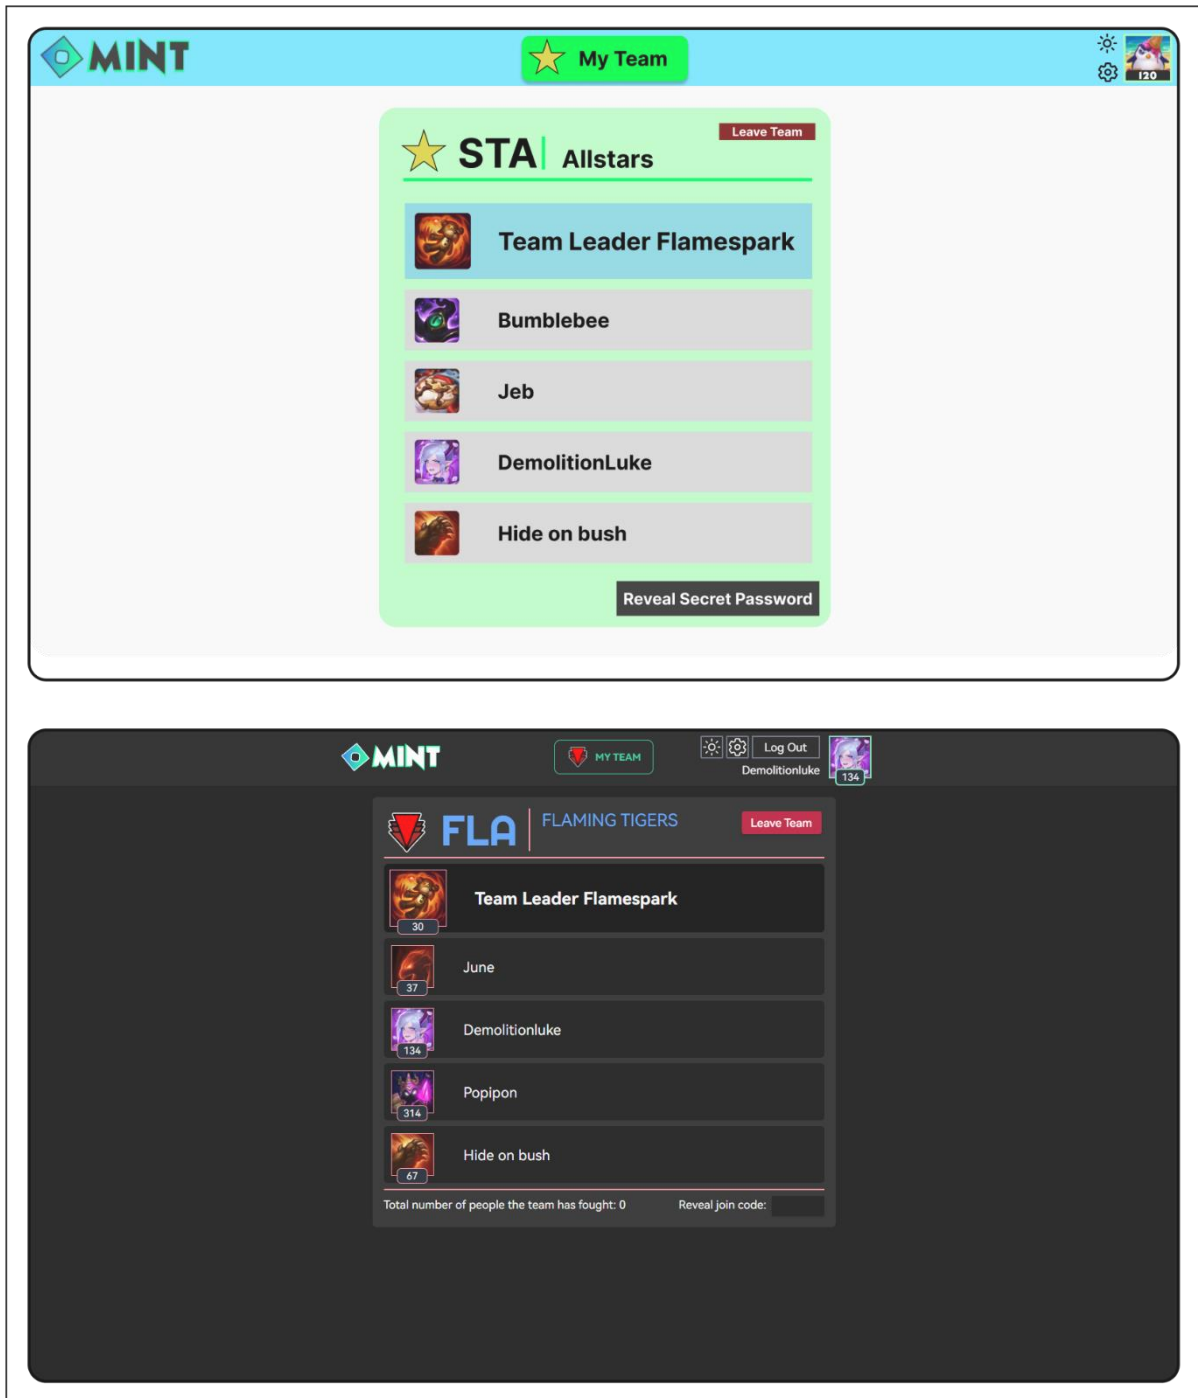 MINT
My Team
120
STA Allstars
Leave Team
Team Leader Flamespark
Bumblebee
Jeb
DemolitionLuke
Hide on bush
Reveal Secret Password
MINT
MY TEAM
Log Out
Demolitionluke
134
FLA FLAMING TIGERS
Leave Team
Team Leader Flamespark
30
June
37
Demolitionluke
134
Popipon
314
Hide on bush
67
Total number of people the team has fought: 0 Reveal join code: